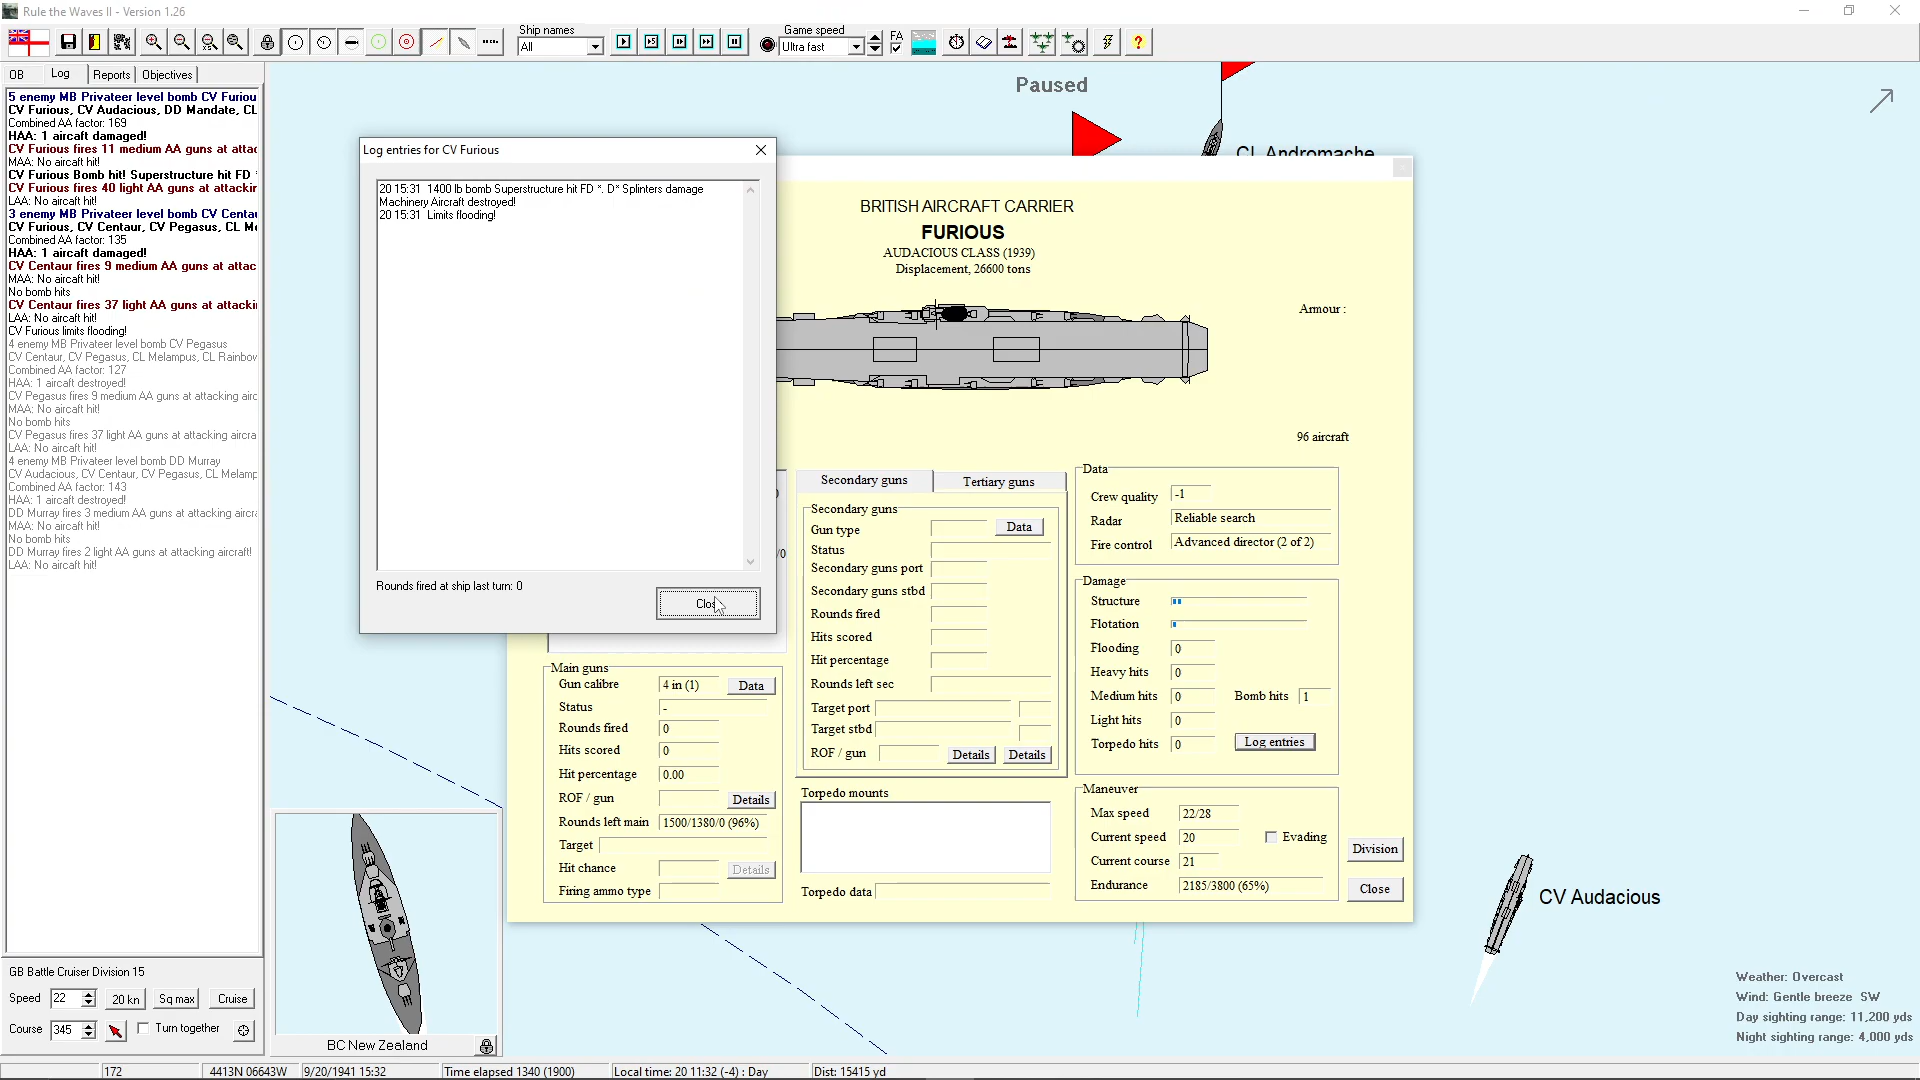 Rule the Waves II - Version 1.26
Ship names
All
Game speed
Ultra fast
FA
OB
Log
Reports
Objectives
5 enemy MB Privateer level bomb CV Furiou
CV Furious, CV Audacious, DD Mandate, CL
Combined AA factor: 169
HAA: 1 aircaft damaged!
CV Furious fires 11 medium AA guns at attac
MAA: No aircaft hit!
CV Furious Bomb hit! Superstructure hit FD *
CV Furious fires 40 light AA guns at attackir
LAA: No aircaft hit!
3 enemy MB Privateer level bomb CV Centau
CV Furious, CV Centaur, CV Pegasus, CL Me
Combined AA factor: 135
HAA: 1 aircaft damaged!
CV Centaur fires 9 medium AA guns at attac
MAA: No aircaft hit!
No bomb hits
CV Centaur fires 37 light AA guns at attacki
LAA: No aircaft hit!
CV Furious limits flooding!
4 enemy MB Privateer level bomb CV Pegasus
CV Centaur, CV Pegasus, CL Melampus, CL Rainbow
Combined AA factor: 127
HAA: 1 aircaft destroyed!
CV Pegasus fires 9 medium AA guns at attacking airc
MAA: No aircaft hit!
No bomb hits
CV Pegasus fires 37 light AA guns at attacking aircra
LAA: No aircaft hit!
4 enemy MB Privateer level bomb DD Murray
CV Audacious, CV Centaur, CV Pegasus, CL Melamp
Combined AA factor: 143
HAA: 1 aircaft destroyed!
DD Murray fires 3 medium AA guns at attacking aircra
MAA: No aircaft hit!
No bomb hits
DD Murray fires 2 light AA guns at attacking aircraft!
LAA: No aircaft hit!
GB Battle Cruiser Division 15
Speed 22 20 kn Sq max Cruise
Course 345 Turn together
BC New Zealand
Paused
CL Andromache
Log entries for CV Furious
20 15:31 1400 lb bomb Superstructure hit FD *. D* Splinters damage
Machinery Aircraft destroyed!
20 15:31 Limits flooding!
Rounds fired at ship last turn: 0
BRITISH AIRCRAFT CARRIER
FURIOUS
AUDACIOUS CLASS (1939)
Displacement, 26600 tons
Armour :
96 aircraft
Main guns
Gun calibre 4 in (1) Data
Status -
Rounds fired 0
Hits scored 0
Hit percentage 0.00
ROF / gun Details
Rounds left main 1500/1380/0 (96%)
Target
Hit chance Details
Firing ammo type
Secondary guns
Tertiary guns
Secondary guns
Gun type Data
Status
Secondary guns port
Secondary guns stbd
Rounds fired
Hits scored
Hit percentage
Rounds left sec
Target port
Target stbd
ROF / gun Details Details
Torpedo mounts
Torpedo data
Data
Crew quality -1
Radar Reliable search
Fire control Advanced director (2 of 2)
Damage
Structure
Flotation
Flooding 0
Heavy hits 0
Medium hits 0 Bomb hits 1
Light hits 0
Torpedo hits 0 Log entries
Maneuver
Max speed 22/28
Current speed 20 Evading
Current course 21
Endurance 2185/3800 (65%)
Division
Close
CV Audacious
Weather: Overcast
Wind: Gentle breeze SW
Day sighting range: 11,200 yds
Night sighting range: 4,000 yds
172
4413N 06643W
9/20/1941 15:32
Time elapsed 1340 (1900)
Local time: 20 11:32 (-4) : Day
Dist: 15415 yd